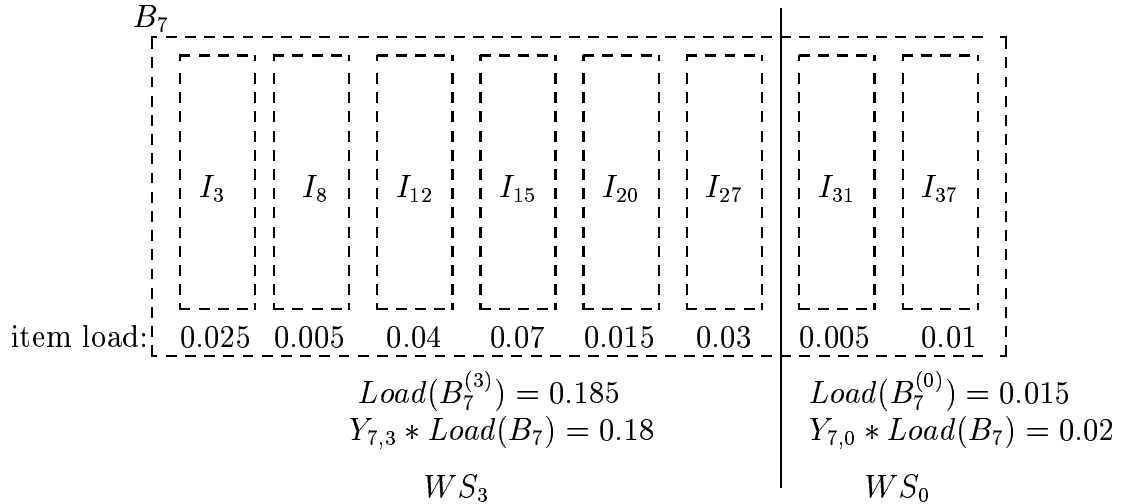 B_7
I_3 I_8 I_12 I_15 I_20 I_27 I_31 I_37
item load: 0.025 0.005 0.04 0.07 0.015 0.03 0.005 0.01
Load(B_7^(3)) = 0.185 Load(B_7^(0)) = 0.015
Y_7,3 * Load(B_7) = 0.18 Y_7,0 * Load(B_7) = 0.02
WS_3 WS_0